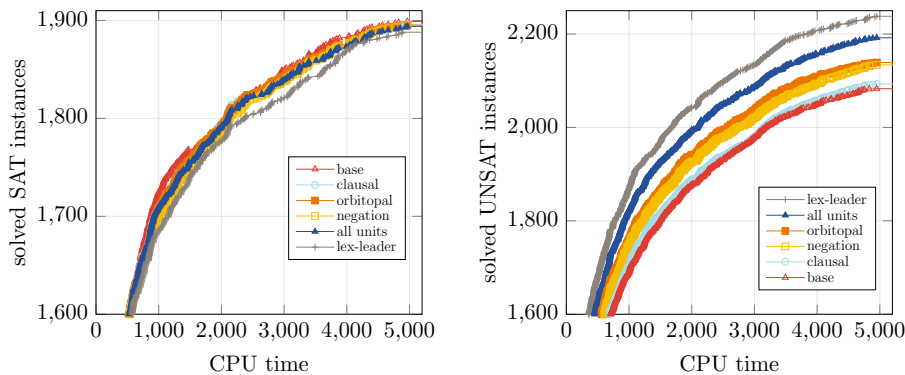 1,900
1,800
1,700
1,600
solved SAT instances
base
clausal
orbitopal
negation
all units
lex-leader
0 1,000 2,000 3,000 4,000 5,000
CPU time
2,200
2,000
1,800
1,600
solved UNSAT instances
lex-leader
all units
orbitopal
negation
clausal
base
0 1,000 2,000 3,000 4,000 5,000
CPU time